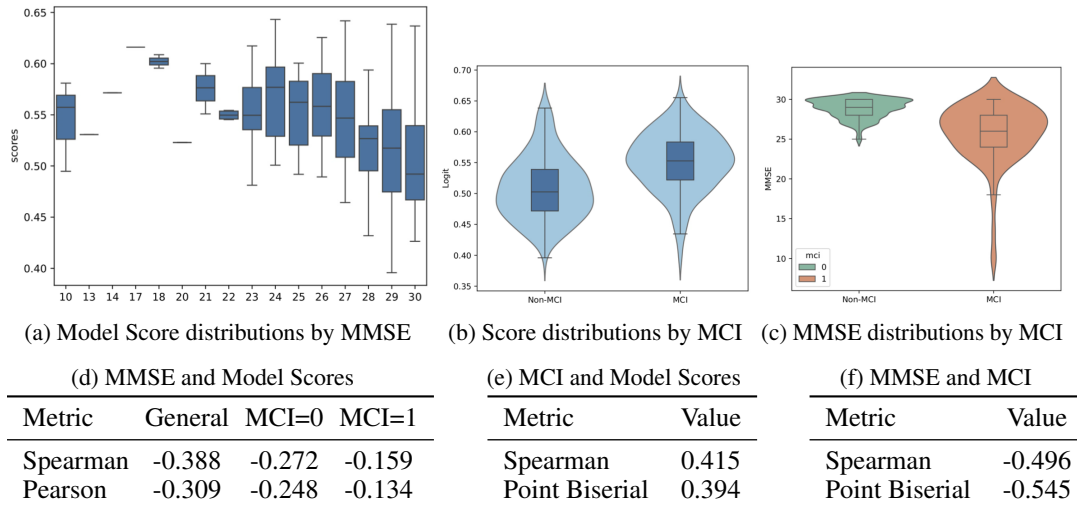 0.65
0.60
0.55
0.50
0.45
0.40
scores
10 13 14 17 18 20 21 22 23 24 25 26 27 28 29 30
(a) Model Score distributions by MMSE
0.70
0.65
0.60
0.55
0.50
0.45
0.40
0.35
Logit
Non-MCI MCI
(b) Score distributions by MCI
30
25
20
15
10
MMSE
mci
0
1
Non-MCI MCI
(c) MMSE distributions by MCI
(d) MMSE and Model Scores
Metric General MCI=0 MCI=1
Spearman -0.388 -0.272 -0.159
Pearson -0.309 -0.248 -0.134
(e) MCI and Model Scores
Metric Value
Spearman 0.415
Point Biserial 0.394
(f) MMSE and MCI
Metric Value
Spearman -0.496
Point Biserial -0.545